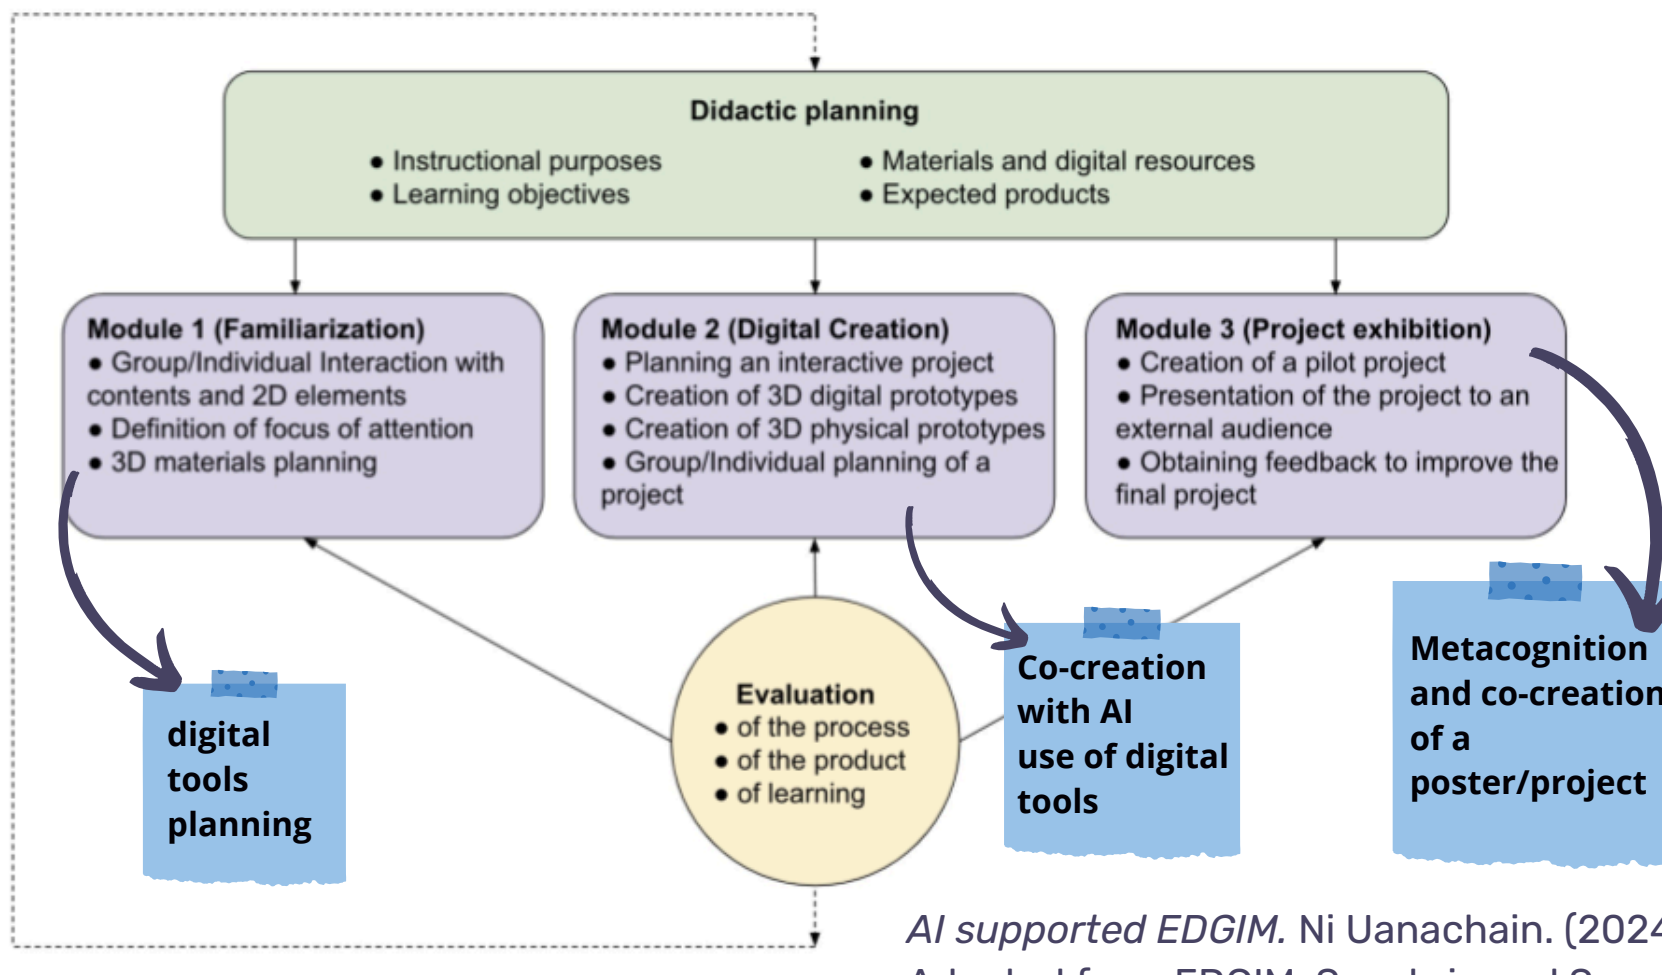 Didactic planning
● Instructional purposes
● Learning objectives
● Materials and digital resources
● Expected products
Module 1 (Familiarization)
● Group/Individual Interaction with
contents and 2D elements
● Definition of focus of attention
● 3D materials planning
Module 2 (Digital Creation)
● Planning an interactive project
● Creation of 3D digital prototypes
● Creation of 3D physical prototypes
● Group/Individual planning of a
project
Module 3 (Project exhibition)
● Creation of a pilot project
● Presentation of the project to an
external audience
● Obtaining feedback to improve the
final project
digital
tools
planning
Evaluation
● of the process
● of the product
● of learning
Co-creation
with AI
use of digital
tools
Metacognition
and co-creation
of a
poster/project
AI supported EDGIM. Ni Uanachain. (2024